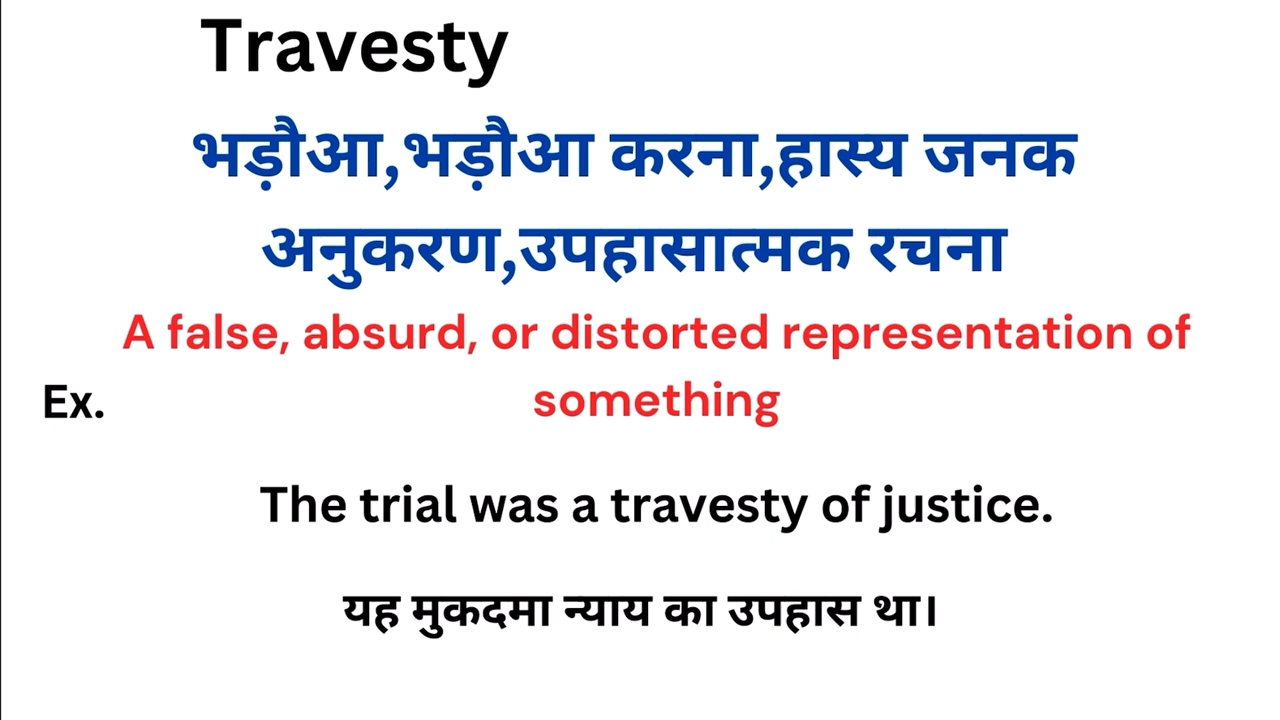 Travesty
भड़ौआ,भड़ौआ करना,हास्य जनक
अनुकरण,उपहासात्मक रचना
A false, absurd, or distorted representation of
something
Ex.
The trial was a travesty of justice.
यह मुकदमा न्याय का उपहास था।